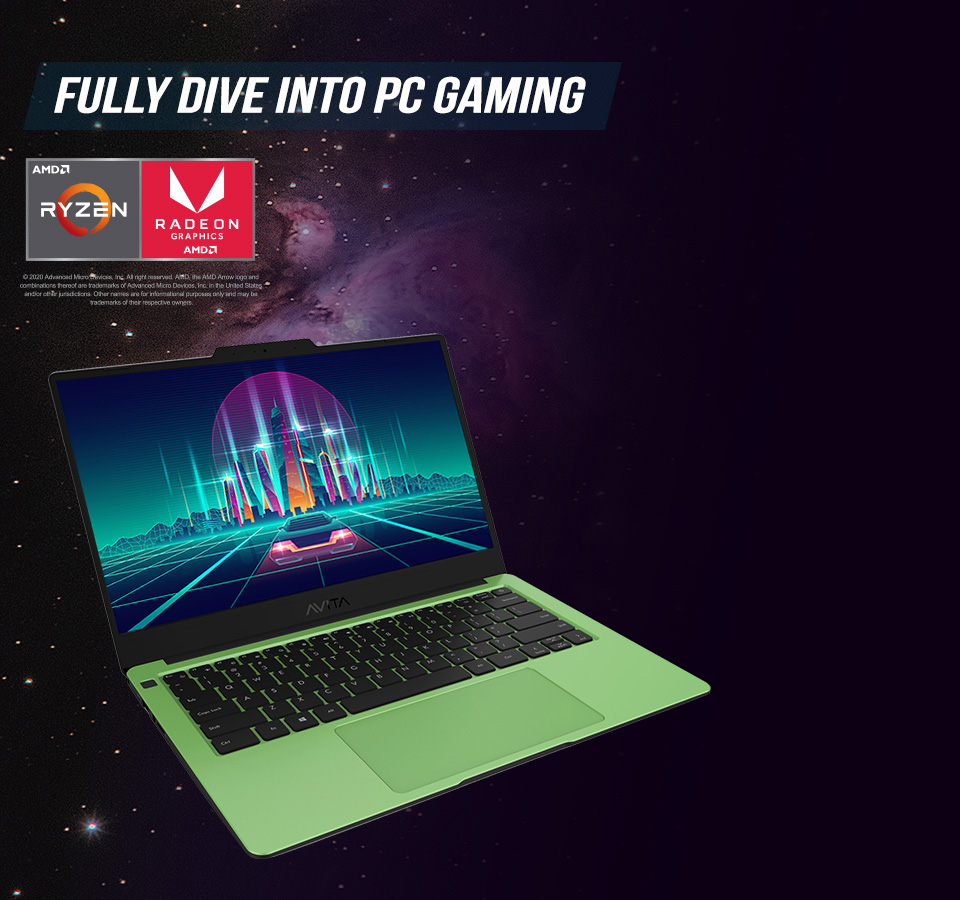 FULLY DIVE INTO PC GAMING
AMD
RYZEN
RADEON
GRAPHICS
AMD
© 2020 Advanced Micro Devices, Inc. All right reserved. AMD, the AMD Arrow logo and
combinations thereof are trademarks of Advanced Micro Devices, Inc. in the United States
and/or other jurisdictions. Other names are for informational purposes only and may be
trademarks of their respective owners.
AVITA